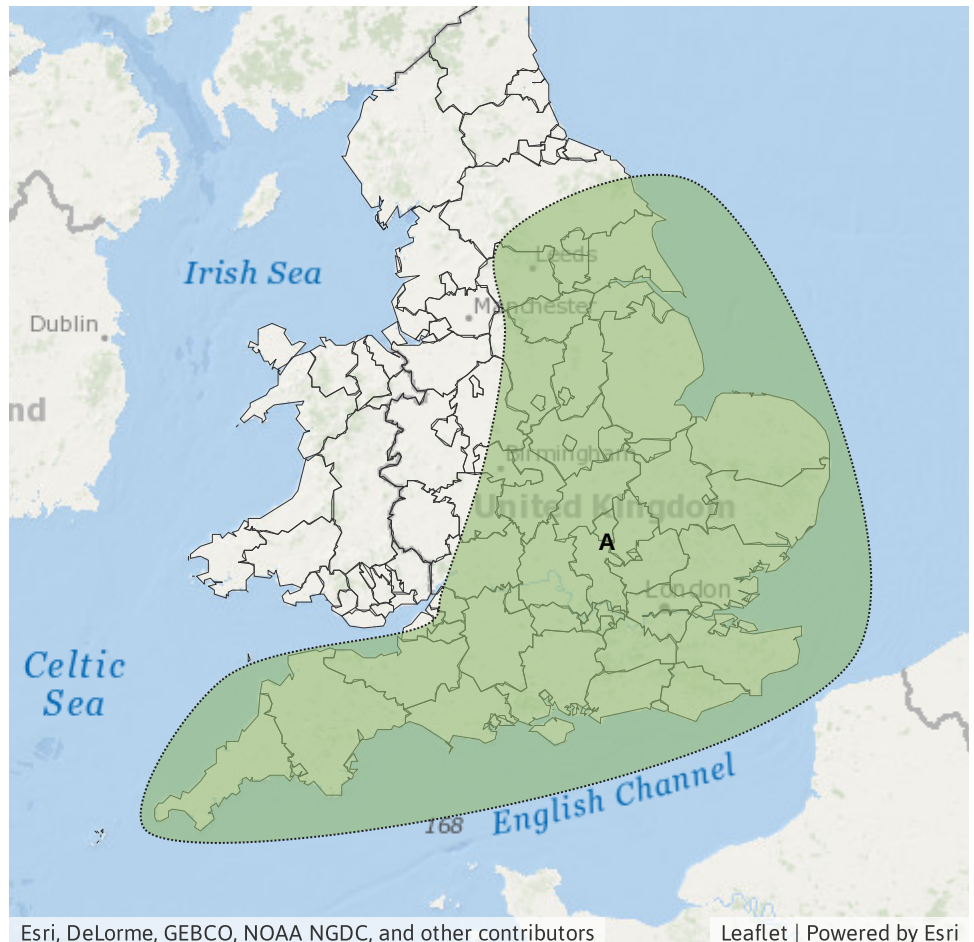 Leeds
Irish Sea
Manchester
Dublin
nd
Birmingham
United Kingdom
A
London
Celtic
Sea
English Channel
168
Esri, DeLorme, GEBCO, NOAA NGDC, and other contributors
Leaflet | Powered by Esri